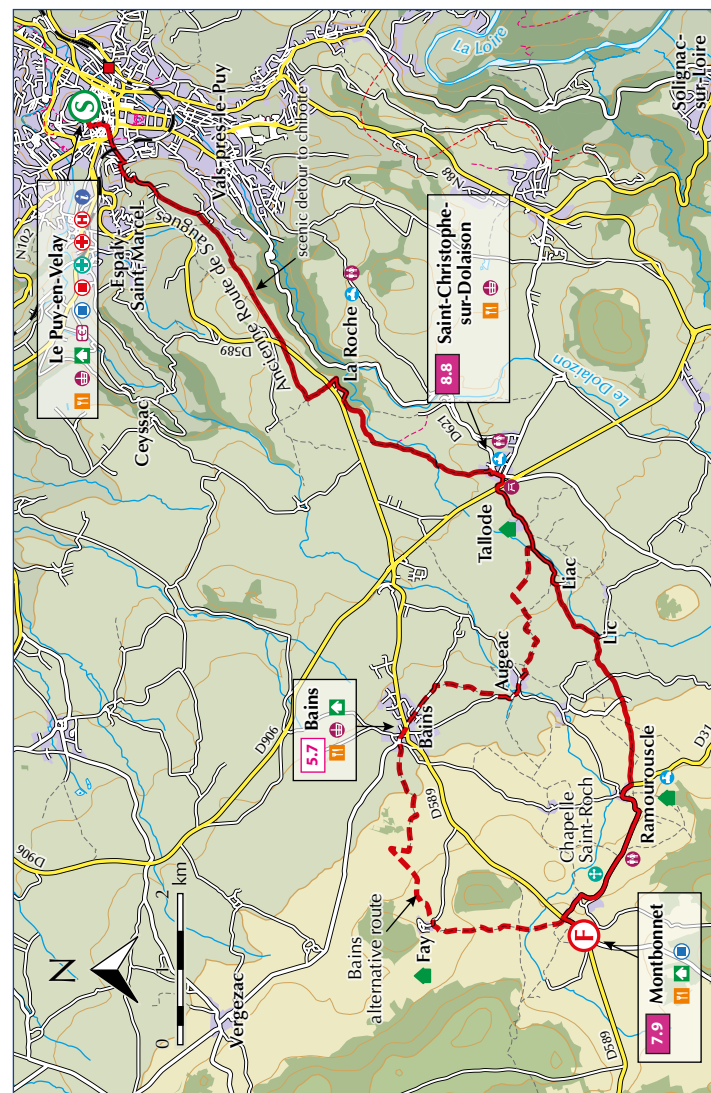 N
0
1
2
km
D906
Vergezac
D906
Ceyssac
N102
Le Puy-en-Velay
i
H
S
Espaly-
Saint-Marcel
Vals-près-le-Puy
Ancienne Route de Saugues
scenic detour to chibotte
D589
La Roche
N88
La Loire
Solignac-
sur-Loire
8.8
Saint-Christophe-
sur-Dolaison
Le Dolaizon
D621
Tallode
Liac
Lic
Augeac
5.7
Bains
Bains
D589
Bains
alternative route
Fay
Chapelle
Saint-Roch
Ramourouscle
D31
F
7.9
Montbonnet
D589